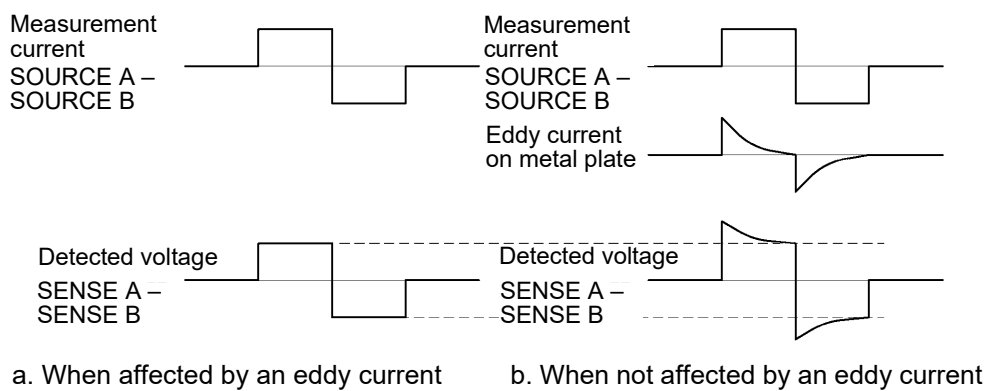 Measurement
current
SOURCE A –
SOURCE B
Detected voltage
SENSE A –
SENSE B
a. When affected by an eddy current
Measurement
current
SOURCE A –
SOURCE B
Eddy current
on metal plate
Detected voltage
SENSE A –
SENSE B
b. When not affected by an eddy current